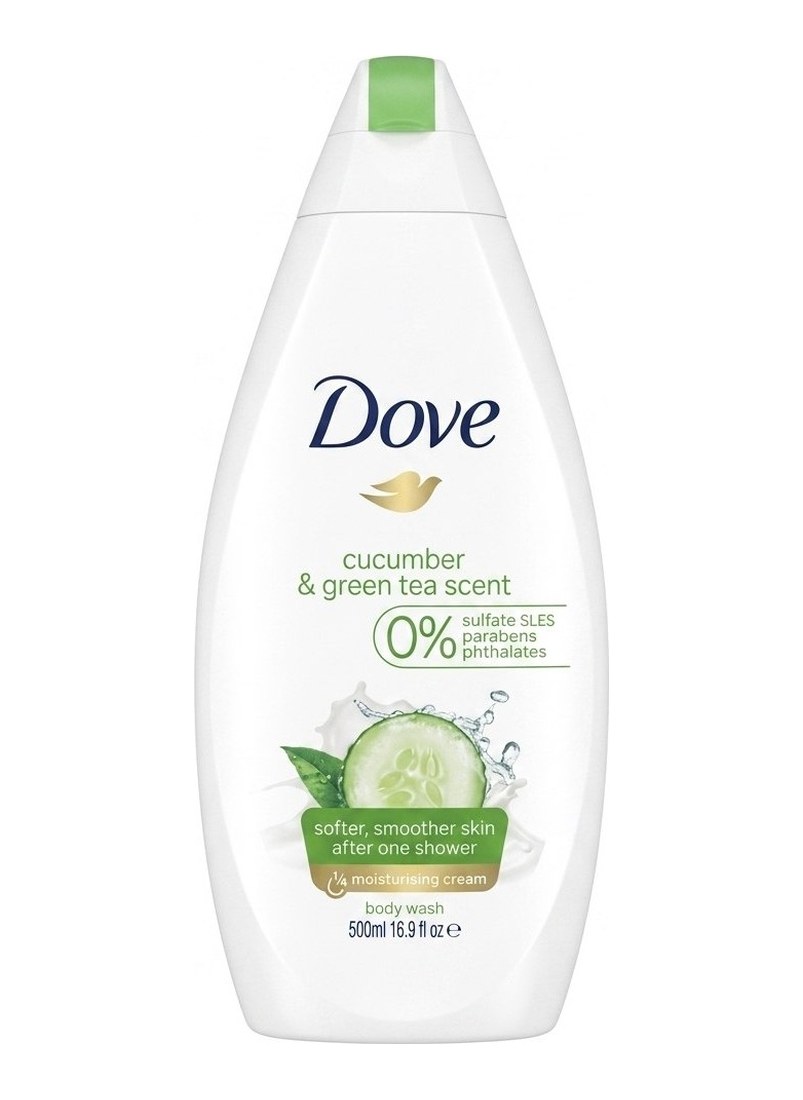 Dove
cucumber
& green tea scent
0%
sulfate SLES
parabens
phthalates
softer, smoother skin
after one shower
1/4 moisturising cream
body wash
500ml 16.9 fl oz e